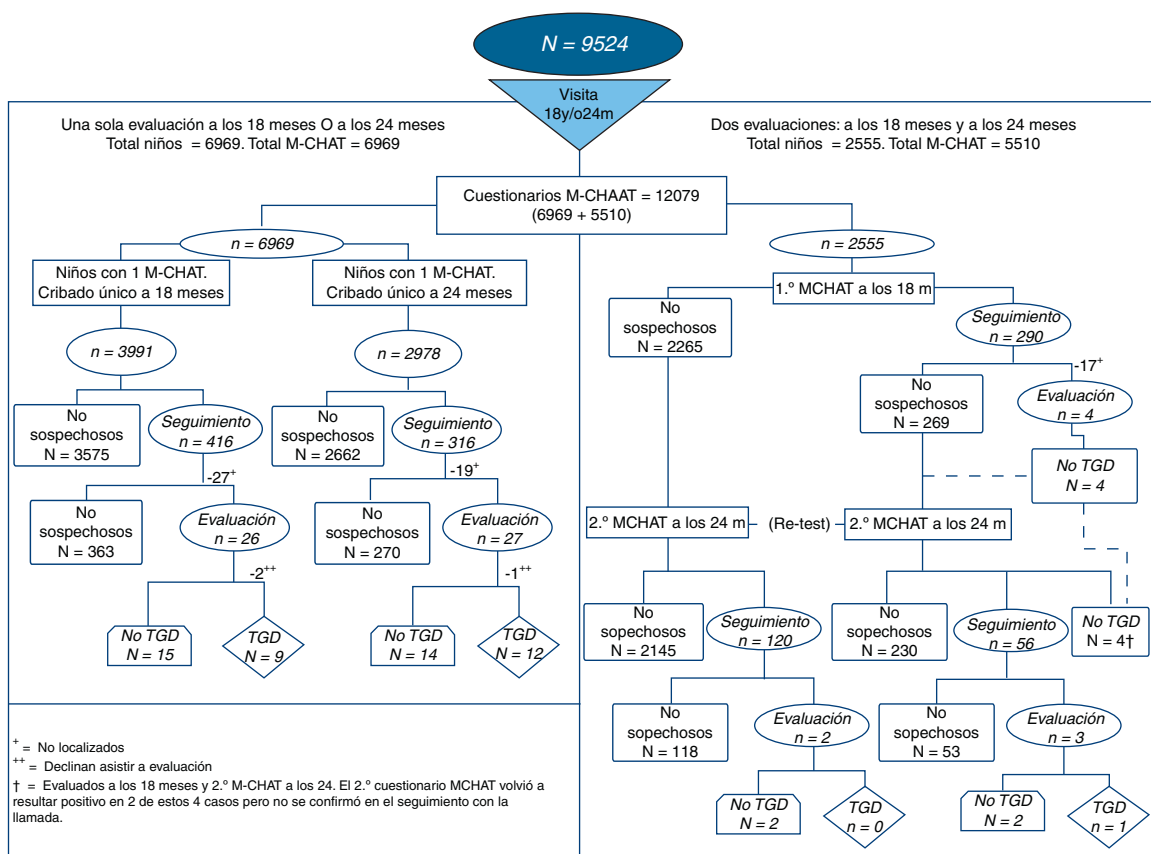 N = 9524
Visita
18y/o24m
Una sola evaluación a los 18 meses O a los 24 meses
Total niños = 6969. Total M-CHAT = 6969
Dos evaluaciones: a los 18 meses y a los 24 meses
Total niños = 2555. Total M-CHAT = 5510
Cuestionarios M-CHAAT = 12079
(6969 + 5510)
n = 6969
Niños con 1 M-CHAT.
Cribado único a 18 meses
Niños con 1 M-CHAT.
Cribado único a 24 meses
n = 3991
n = 2978
No
sospechosos
N = 3575
Seguimiento
n = 416
No
sospechosos
N = 2662
Seguimiento
n = 316
-27+
-19+
No
sospechosos
N = 363
Evaluación
n = 26
No
sospechosos
N = 270
Evaluación
n = 27
-2++
-1++
No TGD
N = 15
TGD
N = 9
No TGD
N = 14
TGD
N = 12
n = 2555
1.º MCHAT a los 18 m
No
sospechosos
N = 2265
Seguimiento
n = 290
-17+
No
sospechosos
N = 269
Evaluación
n = 4
No TGD
N = 4
2.º MCHAT a los 24 m
(Re-test)
2.º MCHAT a los 24 m
No
sopechosos
N = 2145
Seguimiento
n = 120
No
sopechosos
N = 230
Seguimiento
n = 56
No TGD
N = 4†
No
sospechosos
N = 118
Evaluación
n = 2
No
sospechosos
N = 53
Evaluación
n = 3
No TGD
N = 2
TGD
n = 0
No TGD
N = 2
TGD
n = 1
+ = No localizados
++ = Declinan asistir a evaluación
† = Evaluados a los 18 meses y 2.º M-CHAT a los 24. El 2.º cuestionario MCHAT volvió a
resultar positivo en 2 de estos 4 casos pero no se confirmó en el seguimiento con la
llamada.